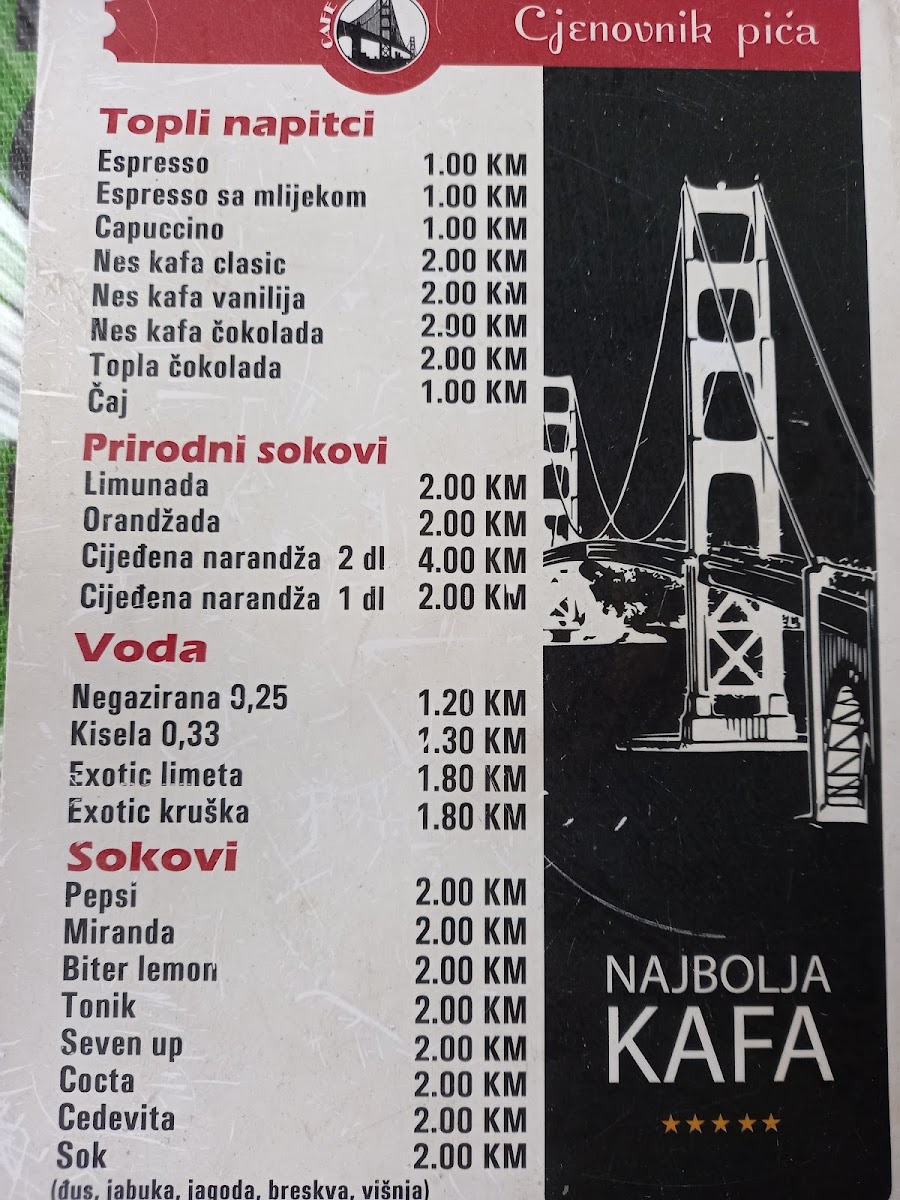 CAFE
Cjenovnik pića
Topli napitci
Espresso 1.00 KM
Espresso sa mlijekom 1.00 KM
Capuccino 1.00 KM
Nes kafa clasic 2.00 KM
Nes kafa vanilija 2.00 KM
Nes kafa čokolada 2.00 KM
Topla čokolada 2.00 KM
Čaj 1.00 KM
Prirodni sokovi
Limunada 2.00 KM
Orandžada 2.00 KM
Cijeđena narandža 2 dl 4.00 KM
Cijeđena narandža 1 dl 2.00 KM
Voda
Negazirana 0,25 1.20 KM
Kisela 0,33 1.30 KM
Exotic limeta 1.80 KM
Exotic kruška 1.80 KM
Sokovi
Pepsi 2.00 KM
Miranda 2.00 KM
Biter lemon 2.00 KM
Tonik 2.00 KM
Seven up 2.00 KM
Cocta 2.00 KM
Cedevita 2.00 KM
Sok 2.00 KM
(đus, jabuka, jagoda, breskva, višnja)
NAJBOLJA
KAFA